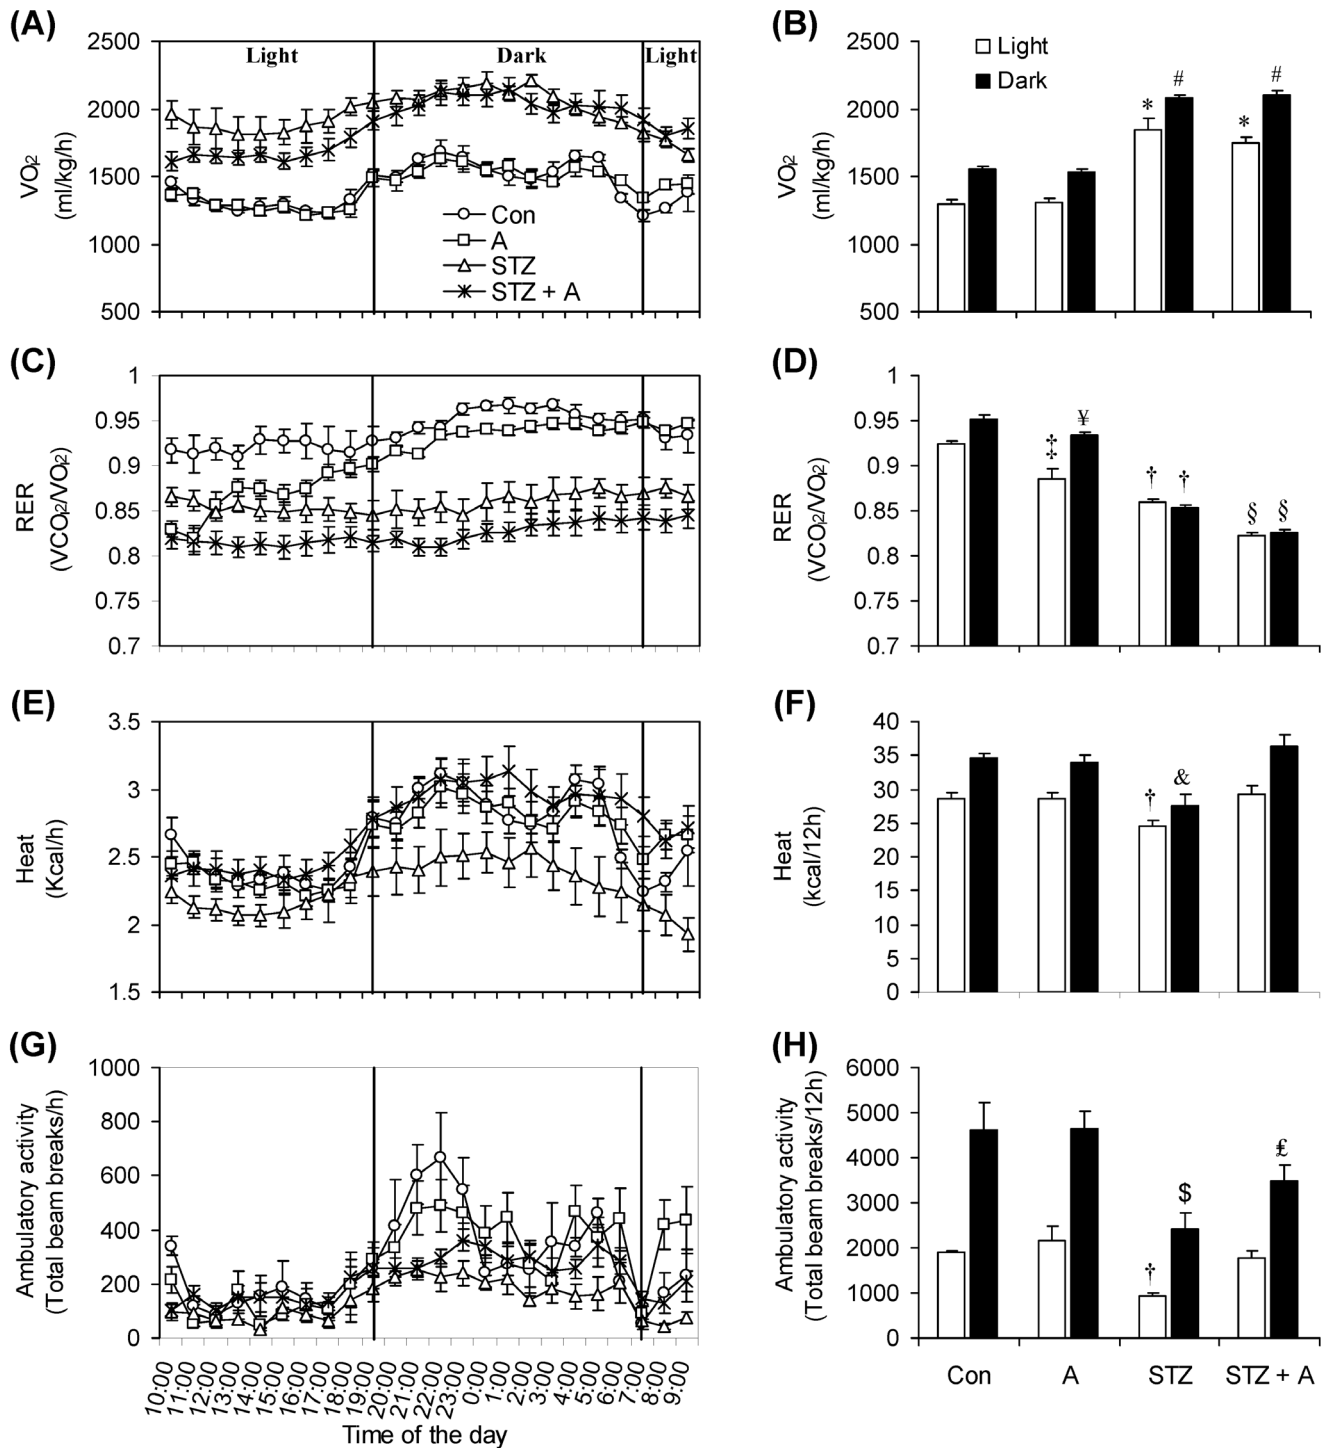 (A)
2500
2000
1500
1000
500
VO2
(ml/kg/h)
Light
Dark
Light
Con
A
STZ
STZ + A
(B)
2500
2000
1500
1000
500
VO2
(ml/kg/h)
Light
Dark
*
#
*
#
(C)
1
0.95
0.9
0.85
0.8
0.75
0.7
RER
(VCO2/VO2)
(D)
1
0.95
0.9
0.85
0.8
0.75
0.7
RER
(VCO2/VO2)
‡
¥
†
†
§
§
(E)
3.5
3
2.5
2
1.5
Heat
(Kcal/h)
(F)
40
35
30
25
20
15
10
5
0
Heat
(kcal/12h)
†
&
(G)
1000
800
600
400
200
0
Ambulatory activity
(Total beam breaks/h)
10:00
11:00
12:00
13:00
14:00
15:00
16:00
17:00
18:00
19:00
20:00
21:00
22:00
23:00
0:00
1:00
2:00
3:00
4:00
5:00
6:00
7:00
8:00
9:00
Time of the day
(H)
6000
5000
4000
3000
2000
1000
0
Ambulatory activity
(Total beam breaks/12h)
†
$
₤
Con
A
STZ
STZ + A